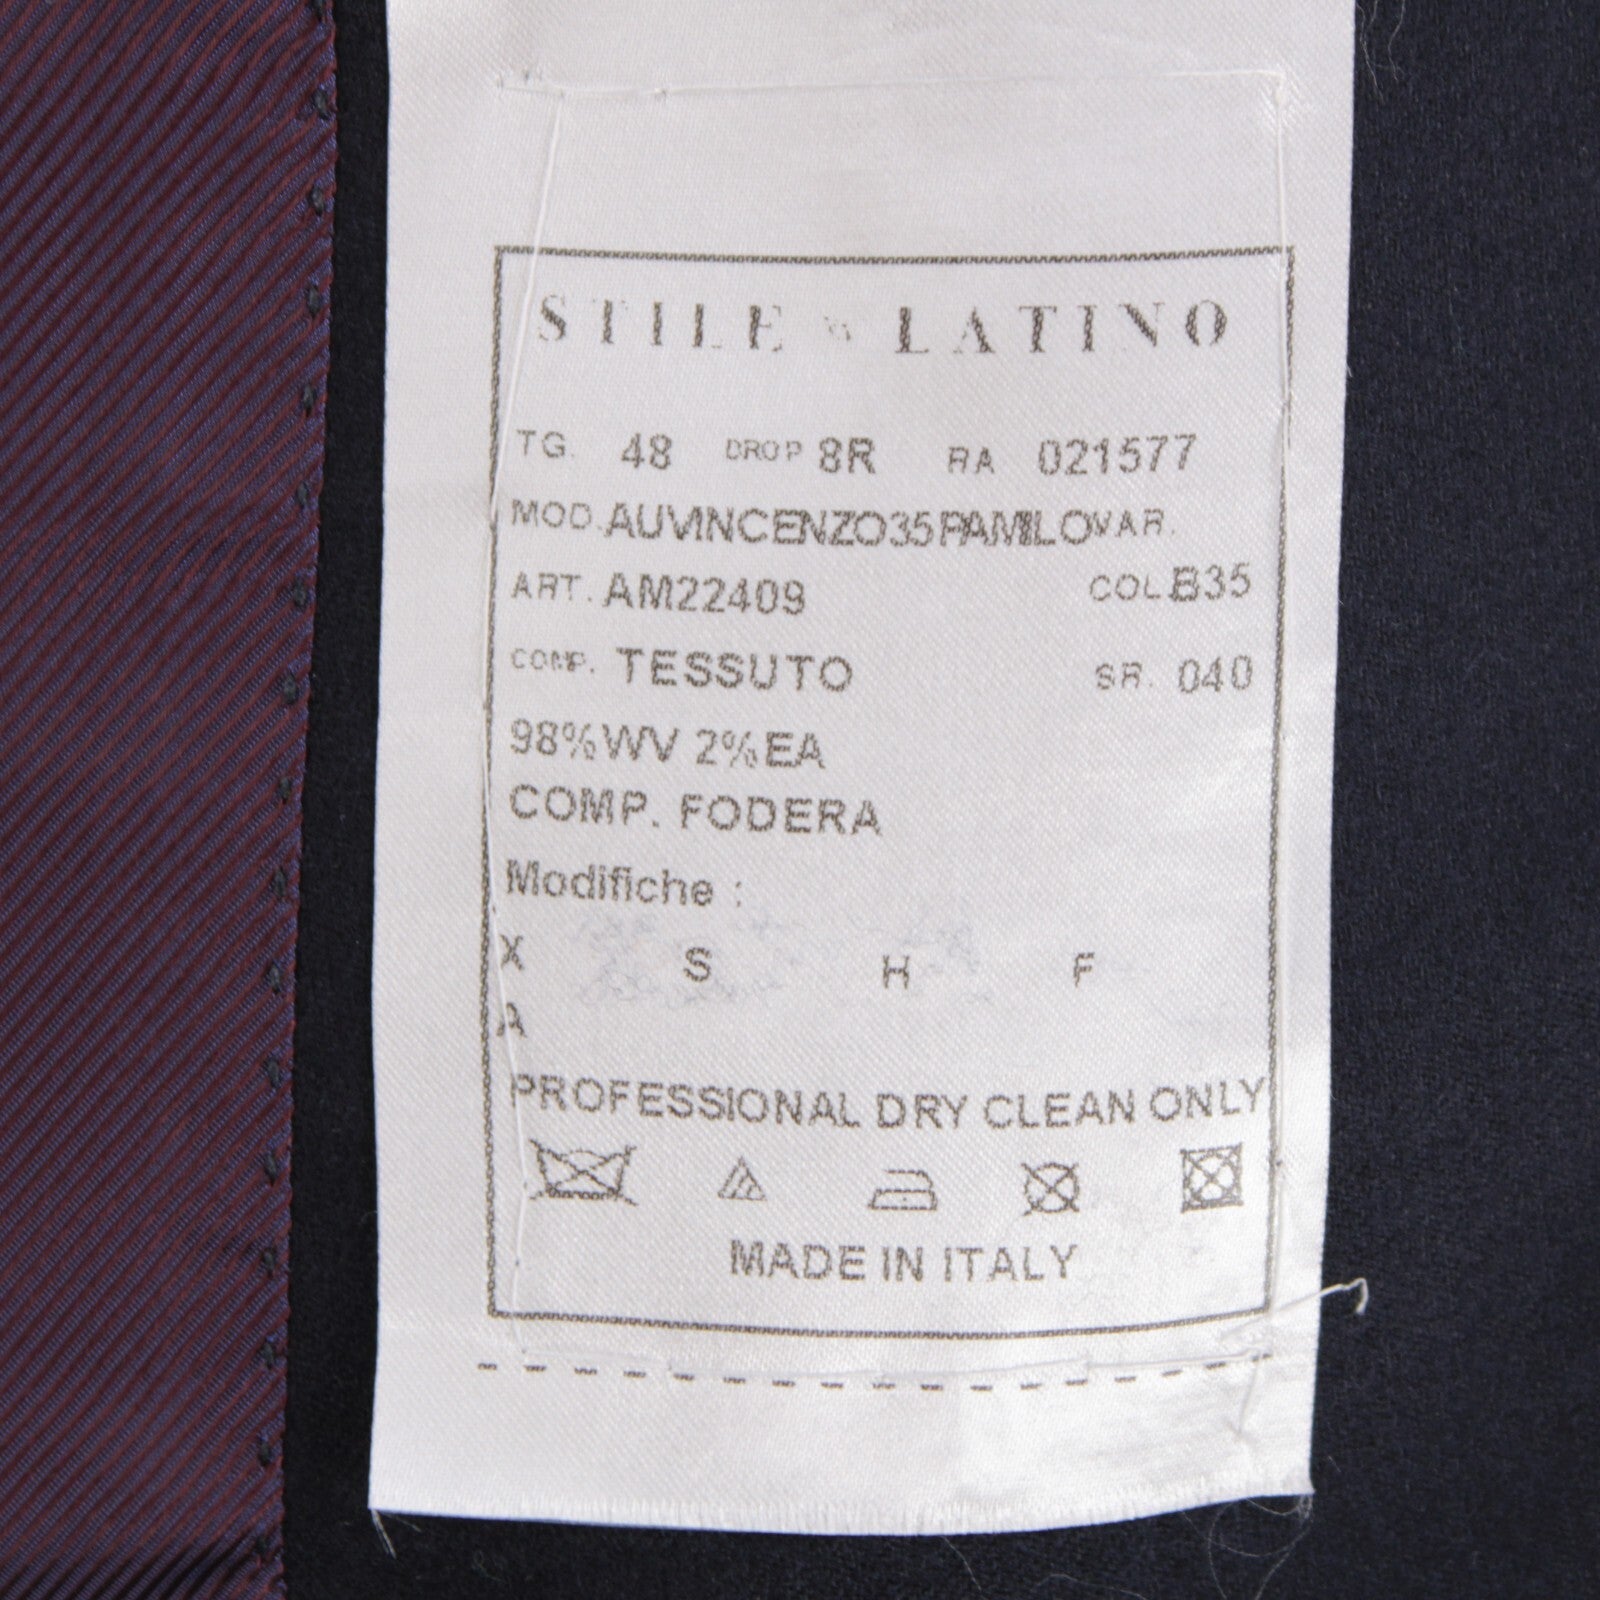 STILE LATINO
TG. 48 DROP 8R RA 021577
MOD. AUVINCENZO35PAMILO VAR.
ART. AM22409 COL. B35
COMP. TESSUTO SR. 040
98%WV 2%EA
COMP. FODERA
Modifiche :
X S H F
A
PROFESSIONAL DRY CLEAN ONLY
MADE IN ITALY